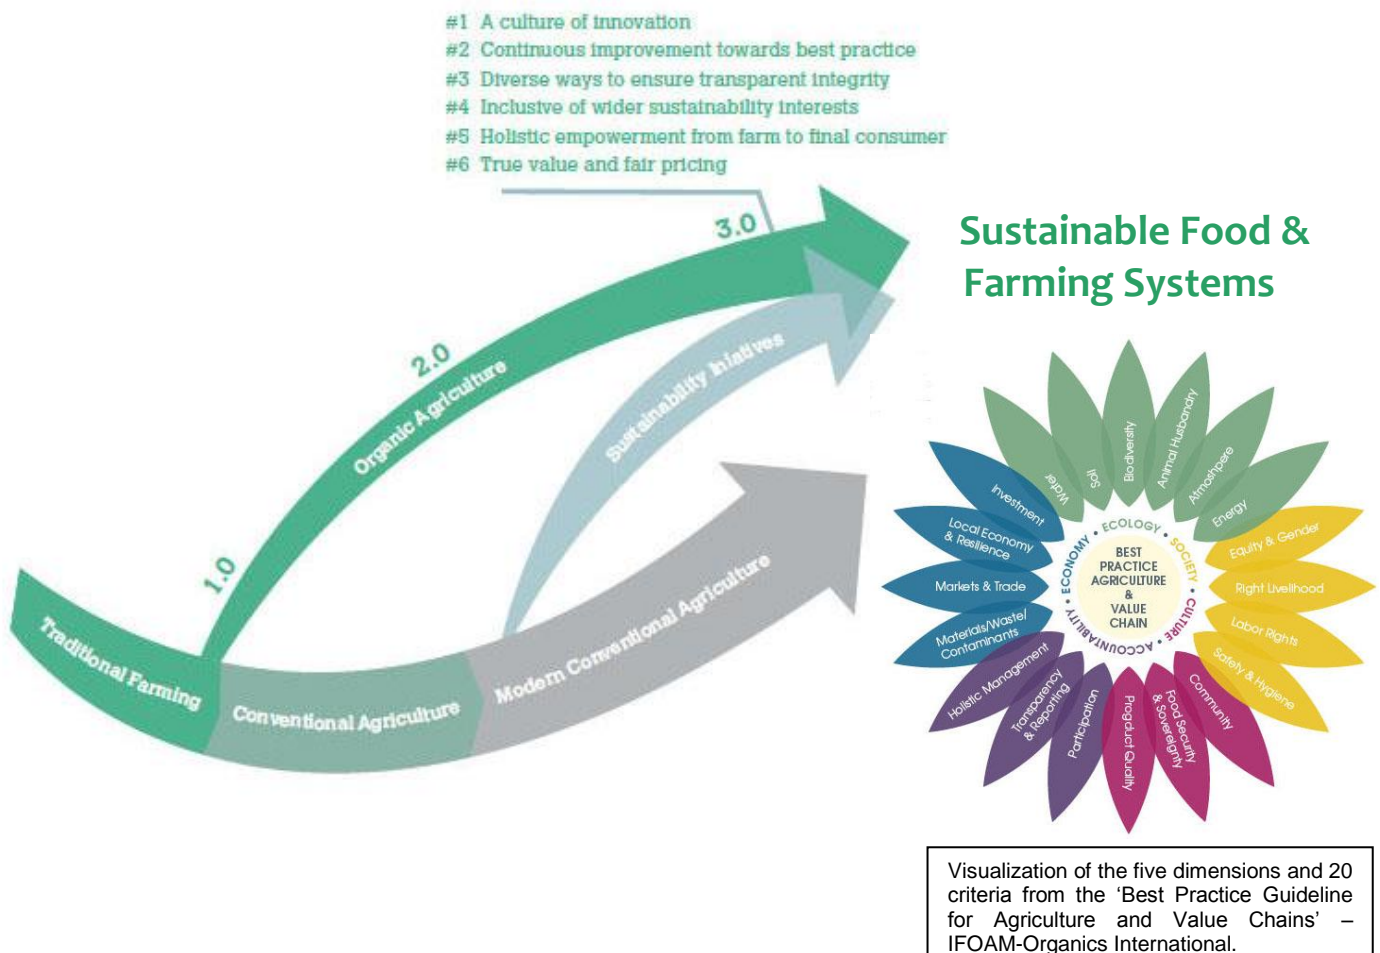 #1 A culture of innovation
#2 Continuous improvement towards best practice
#3 Diverse ways to ensure transparent integrity
#4 Inclusive of wider sustainability interests
#5 Holistic empowerment from farm to final consumer
#6 True value and fair pricing
3.0
2.0
1.0
Organic Agriculture
Sustainability Iniatives
Traditional Farming
Conventional Agriculture
Modern Conventional Agriculture
Sustainable Food &
Farming Systems
Water
Soil
Biodiversity
Animal Husbandry
Atmoshpere
Energy
Equity & Gender
Right Livelihood
Labor Rights
Safety & Hygiene
Community
Food Security
& Sovereignty
Progduct Quality
Participation
Transparency
& Reporting
Holistic Management
Materials/Waste/
Contaminants
Markets & Trade
Local Economy
& Resilience
Investment
ECOLOGY • SOCIETY • CULTURE • ACCOUNTABILITY • ECONOMY •
BEST
PRACTICE
AGRICULTURE
&
VALUE
CHAIN
Visualization of the five dimensions and 20
criteria from the ‘Best Practice Guideline
for Agriculture and Value Chains’ –
IFOAM-Organics International.